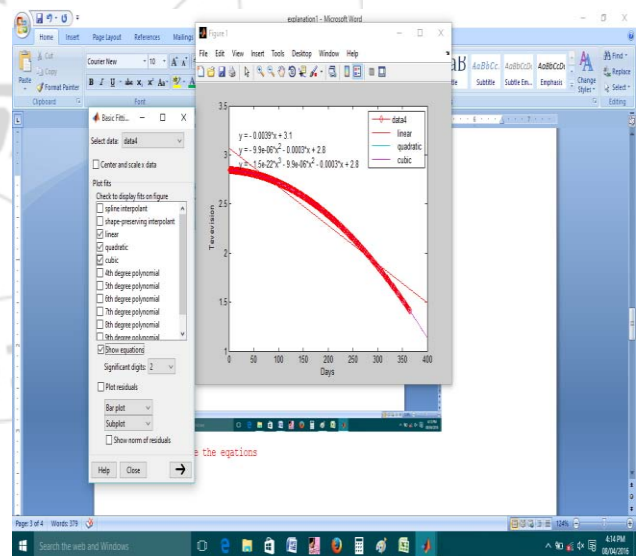 explanation1 - Microsoft Word
Home Insert Page Layout References Mailings
Cut
Copy
Paste
Format Painter
Clipboard
Courier New 10
Font
AaBbCc AaBbCcDc AaBbCcDc
Subtitle Subtle Em... Emphasis
Change Styles
Find
Replace
Select
Editing
Figure 1
File Edit View Insert Tools Desktop Window Help
3.5
3
2.5
2
1.5
1
y = - 0.0039*x + 3.1
y = - 9.9e-06*x² - 0.0003*x + 2.8
y = - 1.5e-22*x³ - 9.9e-06*x² - 0.0003*x + 2.8
data4
linear
quadratic
cubic
0 50 100 150 200 250 300 350 400
Days
Basic Fitti...
Select data: data4
Center and scale x data
Plot fits
Check to display fits on figure
spline interpolant
shape-preserving interpolant
linear
quadratic
cubic
4th degree polynomial
5th degree polynomial
6th degree polynomial
7th degree polynomial
8th degree polynomial
9th degree polynomial
Show equations
Significant digits: 2
Plot residuals
Bar plot
Subplot
Show norm of residuals
Help Close
e the eqations
Page: 3 of 4 Words: 379
124%
Search the web and Windows
4:14 PM
08/04/2016